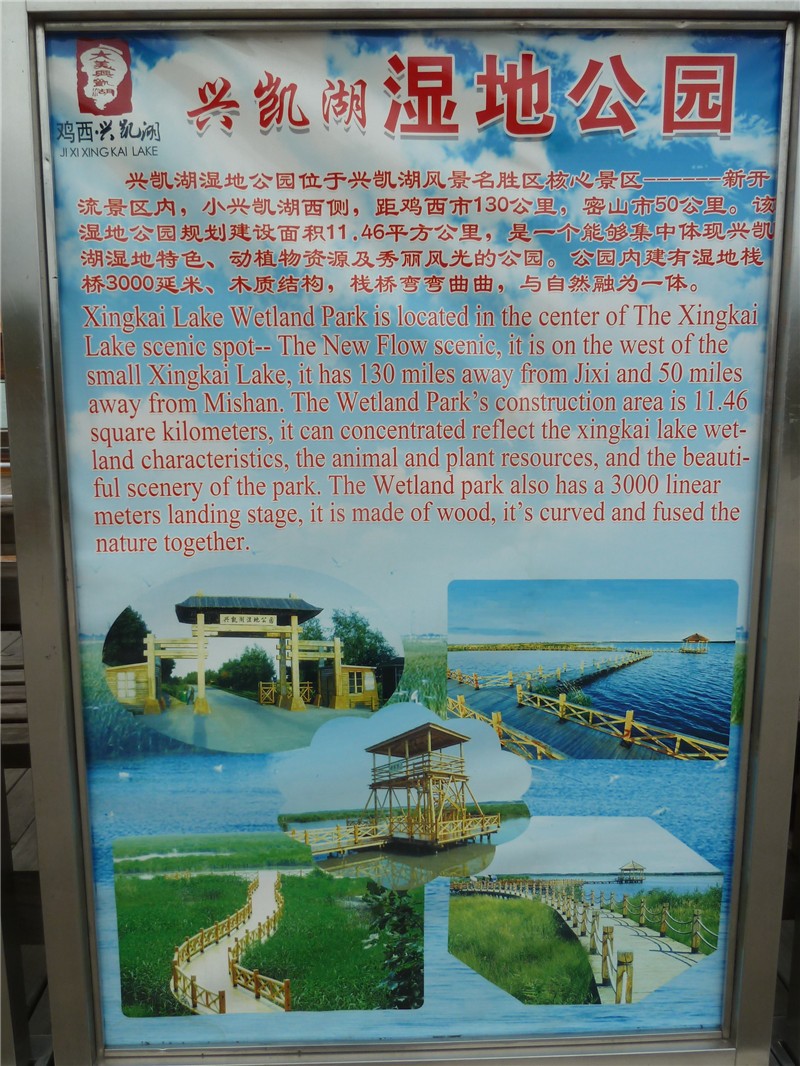 大美兴凯湖
鸡西·兴凯湖
JI XI XING KAI LAKE
兴凯湖湿地公园
兴凯湖湿地公园位于兴凯湖风景名胜区核心景区------新开
流景区内，小兴凯湖西侧，距鸡西市130公里，密山市50公里。该
湿地公园规划建设面积11.46平方公里，是一个能够集中体现兴凯
湖湿地特色、动植物资源及秀丽风光的公园。公园内建有湿地栈
桥3000延米、木质结构，栈桥弯弯曲曲，与自然融为一体。
Xingkai Lake Wetland Park is located in the center of The Xingkai
Lake scenic spot-- The New Flow scenic, it is on the west of the
small Xingkai Lake, it has 130 miles away from Jixi and 50 miles
away from Mishan. The Wetland Park's construction area is 11.46
square kilometers, it can concentrated reflect the xingkai lake wet-
land characteristics, the animal and plant resources, and the beauti-
ful scenery of the park. The Wetland park also has a 3000 linear
meters landing stage, it is made of wood, it's curved and fused the
nature together.
兴凯湖湿地公园